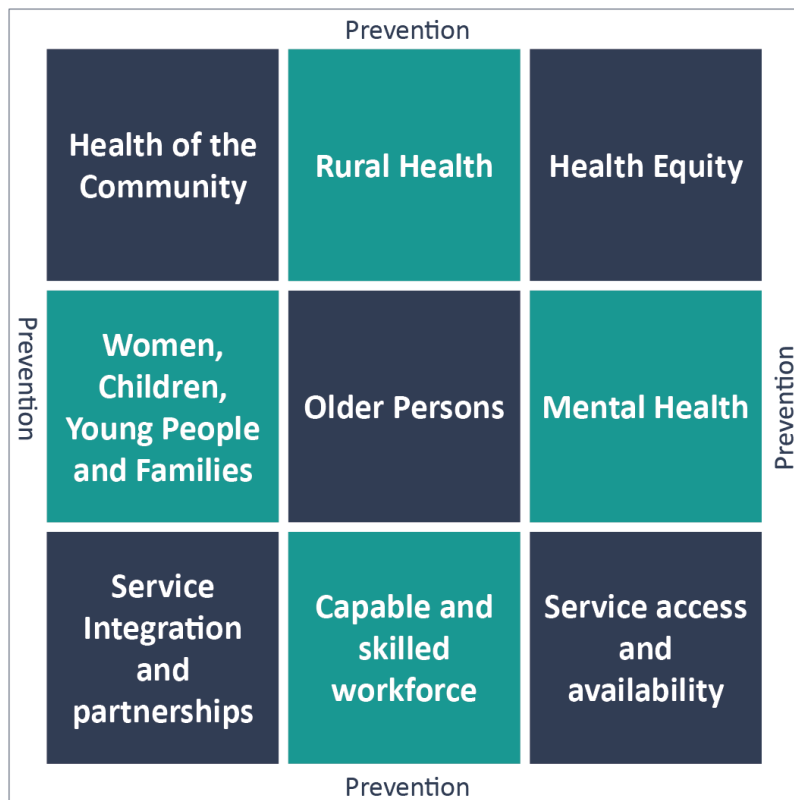 Prevention
Health of the
Community
Rural Health
Health Equity
Prevention
Women,
Children,
Young People
and Families
Older Persons
Mental Health
Prevention
Service
Integration
and
partnerships
Capable and
skilled
workforce
Service access
and
availability
Prevention